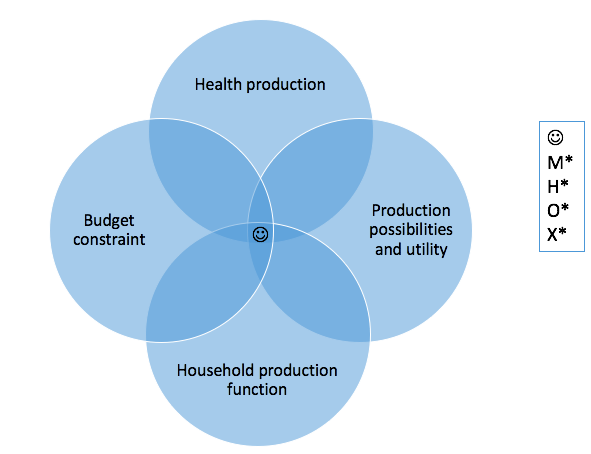 Health production
Budget
constraint
Production
possibilities
and utility
Household production
function
☺
☺
M*
H*
O*
X*